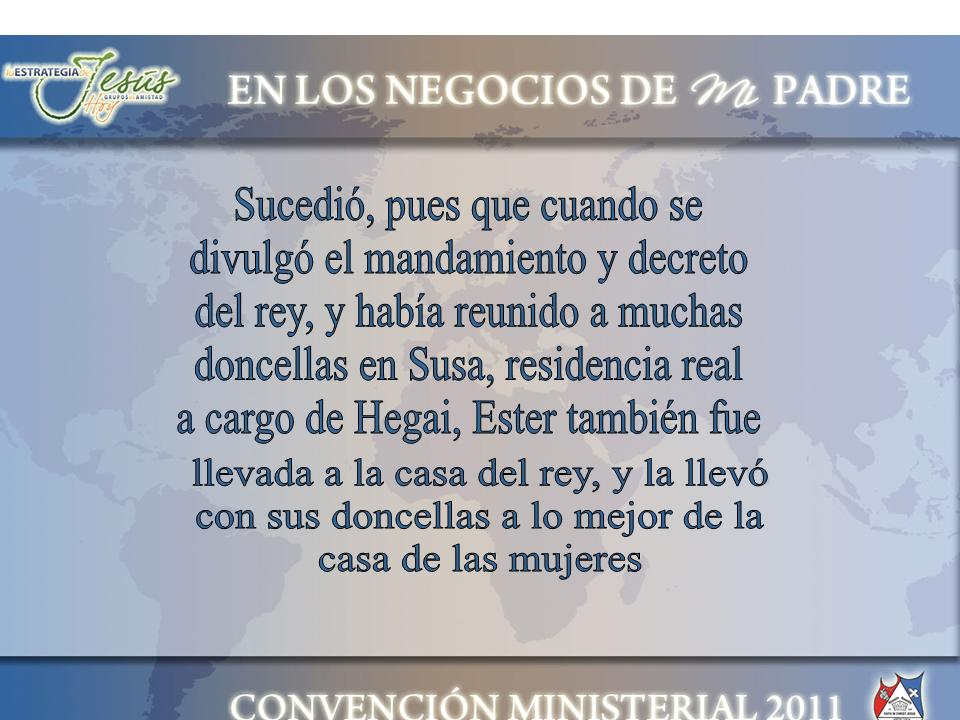 la ESTRATEGIA de
Jesús
GRUPOS de AMISTAD
Hoy
EN LOS NEGOCIOS DE Mi PADRE
Sucedió, pues que cuando se
divulgó el mandamiento y decreto
del rey, y había reunido a muchas
doncellas en Susa, residencia real
a cargo de Hegai, Ester también fue
llevada a la casa del rey, y la llevó
con sus doncellas a lo mejor de la
casa de las mujeres
CONVENCIÓN MINISTERIAL 2011